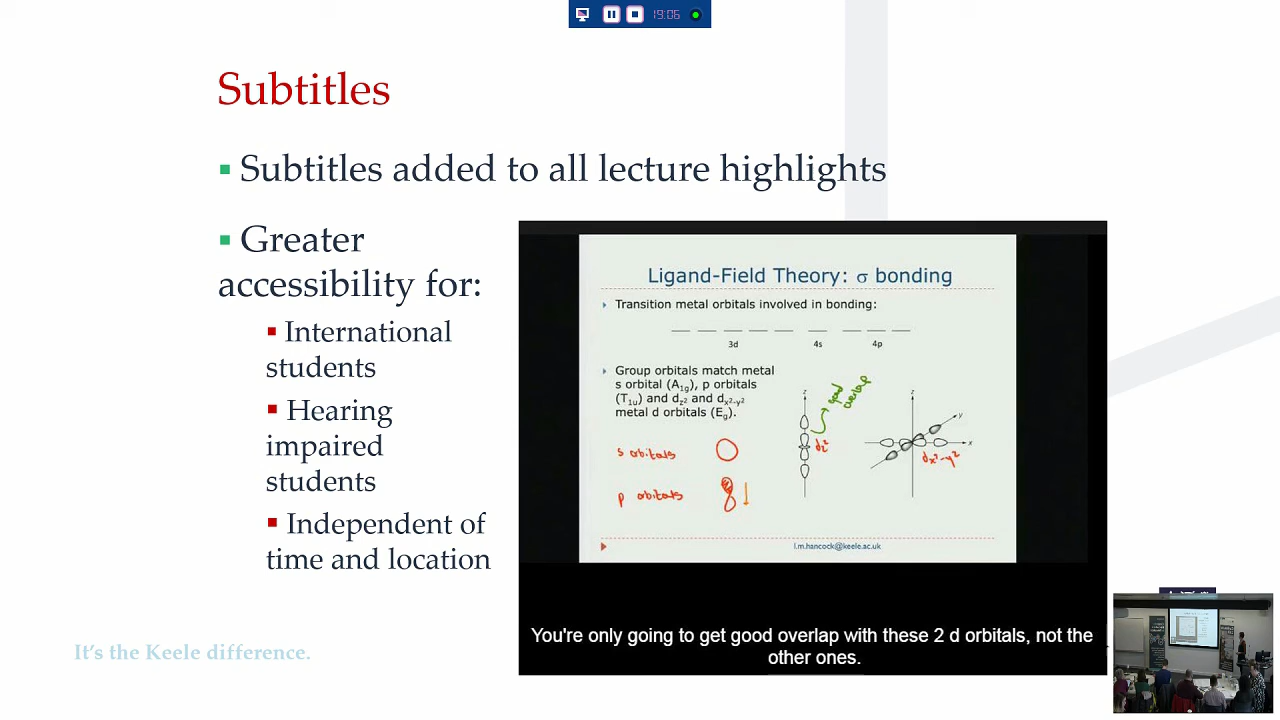 19:06
Subtitles
▪ Subtitles added to all lecture highlights
▪ Greater
accessibility for:
▪ International
students
▪ Hearing
impaired
students
▪ Independent of
time and location
Ligand-Field Theory: σ bonding
Transition metal orbitals involved in bonding:
3d 4s 4p
Group orbitals match metal
s orbital (A1g), p orbitals
(T1u) and dz² and dx²-y²
metal d orbitals (Eg).
s orbitals
p orbitals
z
good
overlap
dz²
z
y
x
dx²-y²
l.m.hancock@keele.ac.uk
You're only going to get good overlap with these 2 d orbitals, not the
other ones.
It's the Keele difference.